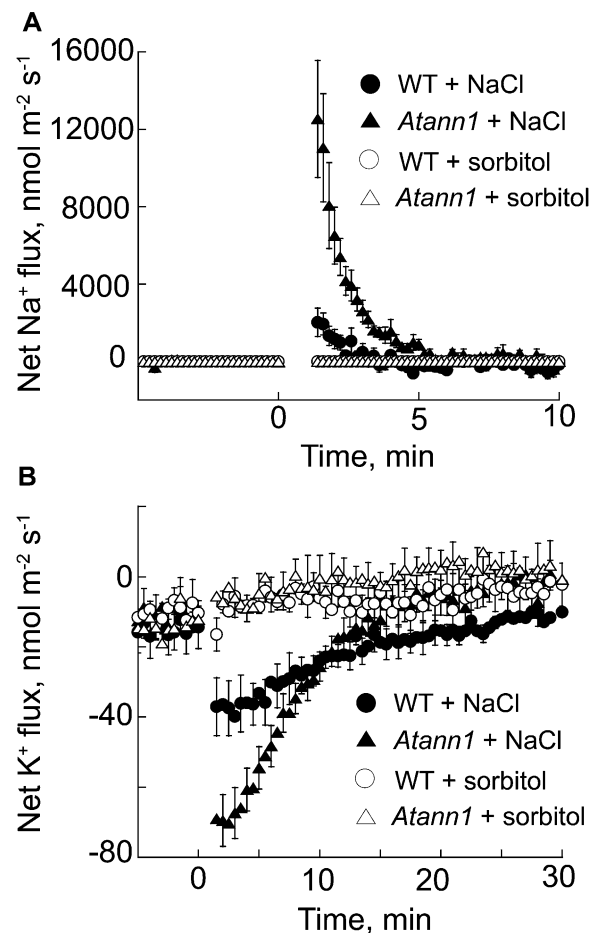 A
16000
12000
8000
4000
0
Net Na⁺ flux, nmol m⁻² s⁻¹
WT + NaCl
Atann1 + NaCl
WT + sorbitol
Atann1 + sorbitol
0 5 10
Time, min
B
0
-40
-80
Net K⁺ flux, nmol m⁻² s⁻¹
WT + NaCl
Atann1 + NaCl
WT + sorbitol
Atann1 + sorbitol
0 10 20 30
Time, min